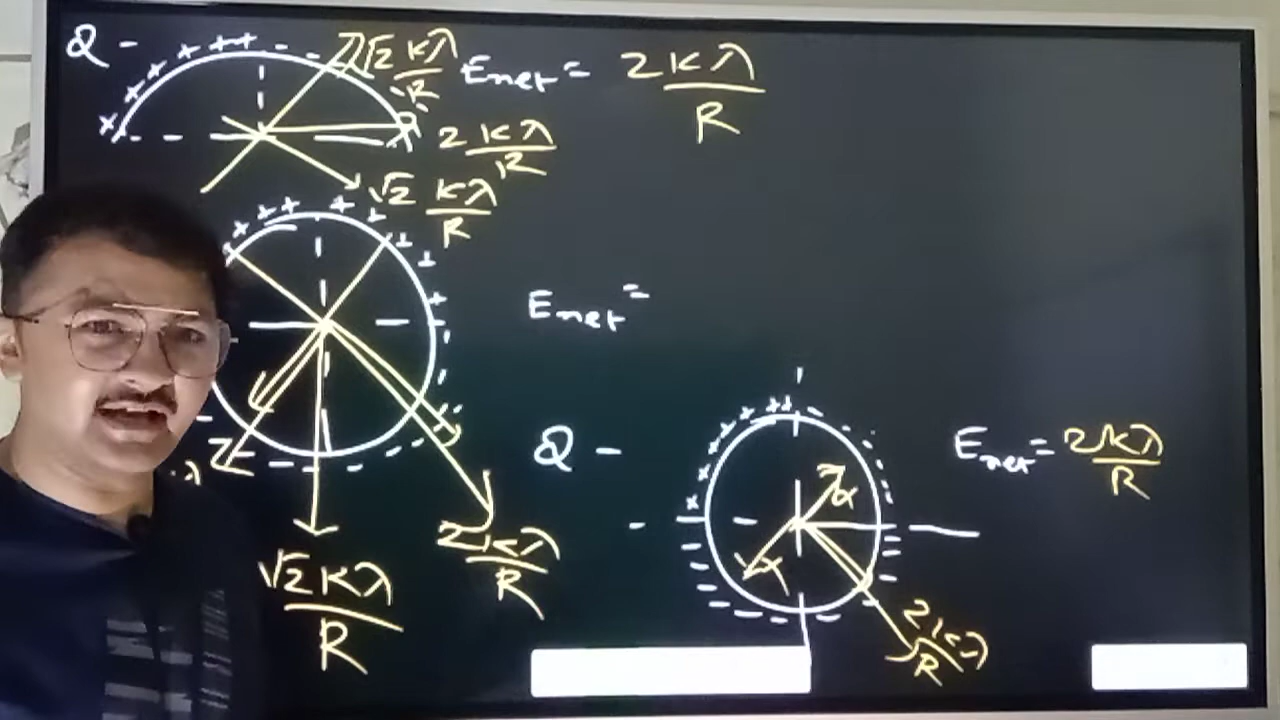 Q -
√2 Kλ/R
Enet = 2Kλ/R
2 Kλ/R
√2 Kλ/R
Enet =
Q -
Enet = 2Kλ/R
α
α
√2Kλ/R
2Kλ/R
2Kλ/R